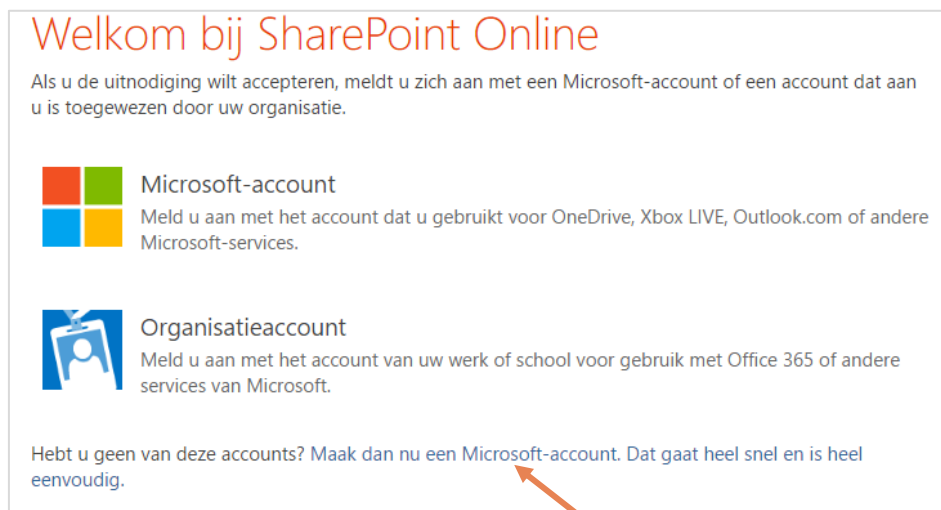 Welkom bij SharePoint Online
Als u de uitnodiging wilt accepteren, meldt u zich aan met een Microsoft-account of een account dat aan
u is toegewezen door uw organisatie.
Microsoft-account
Meld u aan met het account dat u gebruikt voor OneDrive, Xbox LIVE, Outlook.com of andere
Microsoft-services.
Organisatieaccount
Meld u aan met het account van uw werk of school voor gebruik met Office 365 of andere
services van Microsoft.
Hebt u geen van deze accounts? Maak dan nu een Microsoft-account. Dat gaat heel snel en is heel
eenvoudig.